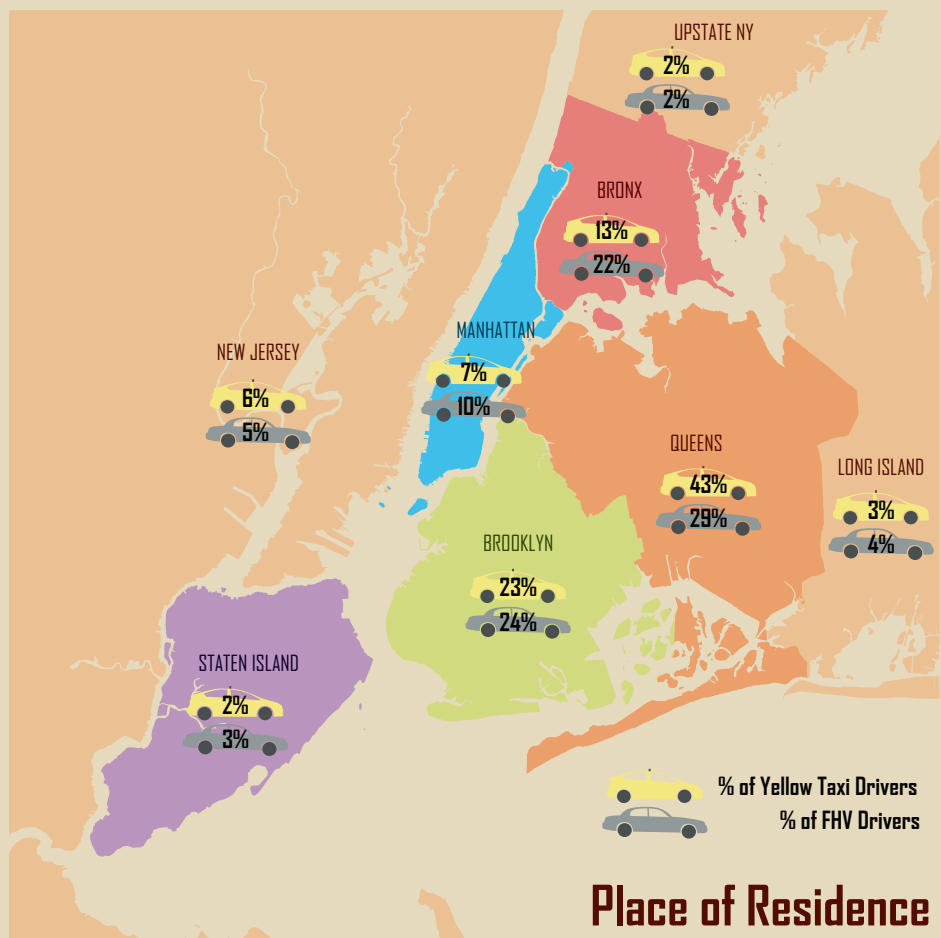 UPSTATE NY
2%
2%
BRONX
13%
22%
MANHATTAN
7%
10%
NEW JERSEY
6%
5%
QUEENS
43%
29%
LONG ISLAND
3%
4%
BROOKLYN
23%
24%
STATEN ISLAND
2%
3%
% of Yellow Taxi Drivers
% of FHV Drivers
Place of Residence